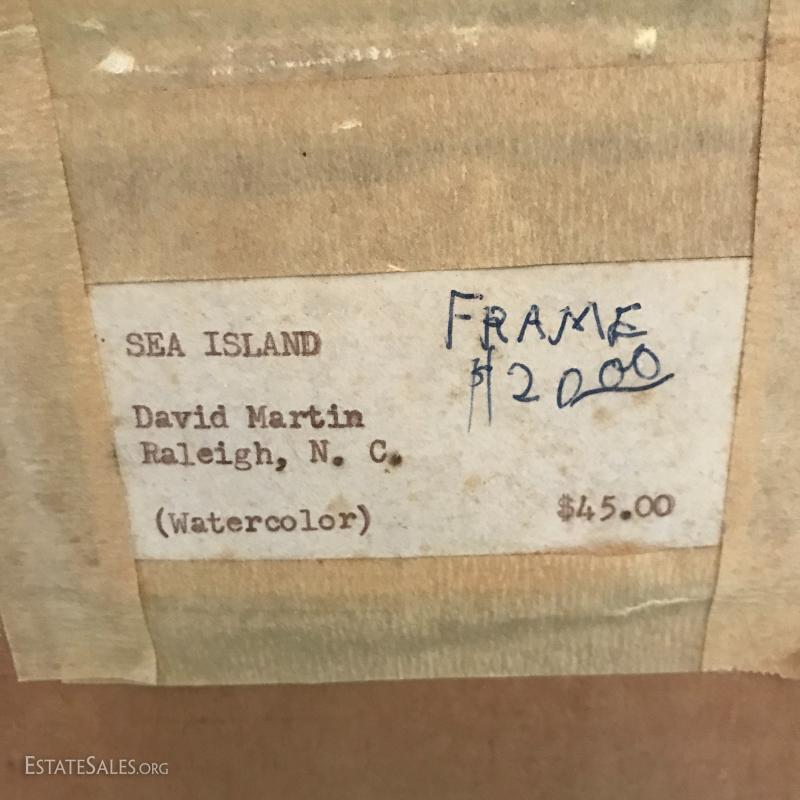 SEA ISLAND
FRAME
$20.00
David Martin
Raleigh, N. C.
(Watercolor)
$45.00
ESTATESALES.ORG